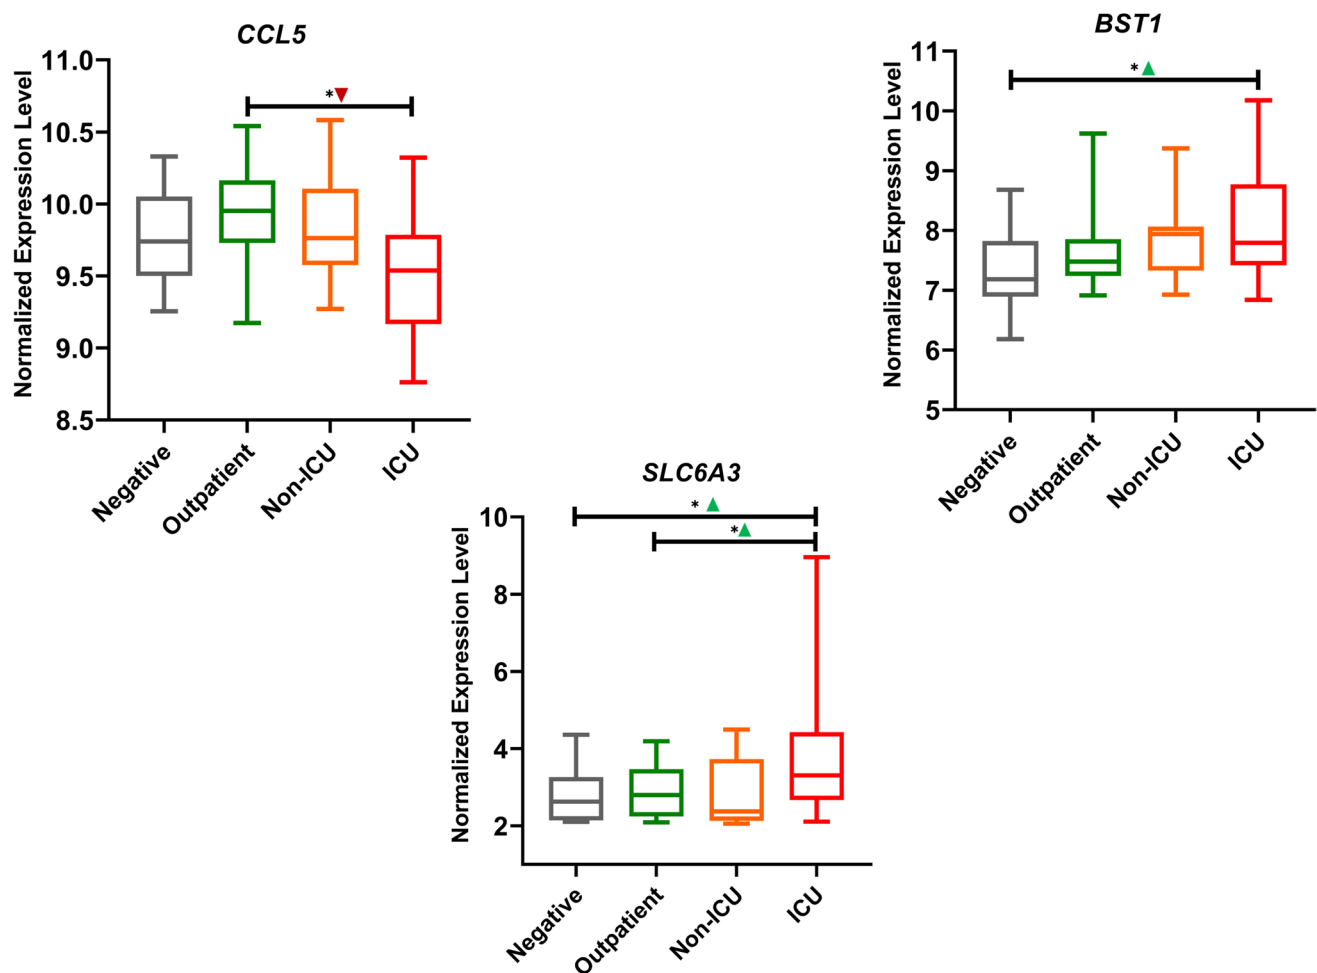 CCL5
Normalized Expression Level
11.0
10.5
10.0
9.5
9.0
8.5
*
Negative
Outpatient
Non-ICU
ICU
BST1
Normalized Expression Level
11
10
9
8
7
6
5
*
Negative
Outpatient
Non-ICU
ICU
SLC6A3
Normalized Expression Level
10
8
6
4
2
*
*
Negative
Outpatient
Non-ICU
ICU